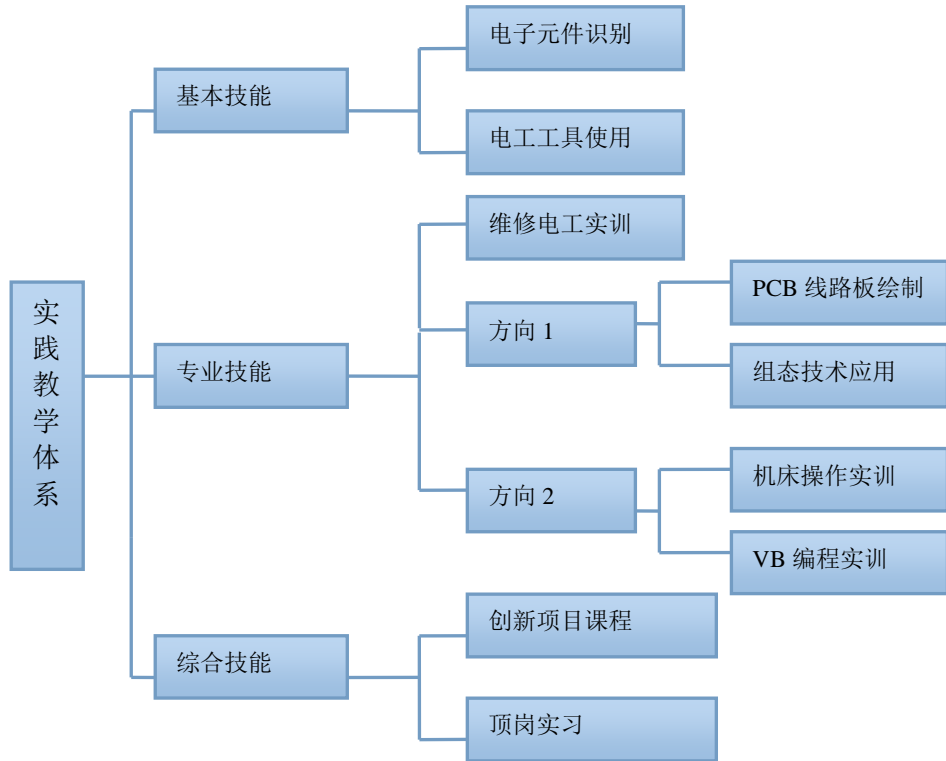 实践教学体系
基本技能
电子元件识别
电工工具使用
专业技能
维修电工实训
方向 1
PCB 线路板绘制
组态技术应用
方向 2
机床操作实训
VB 编程实训
综合技能
创新项目课程
顶岗实习